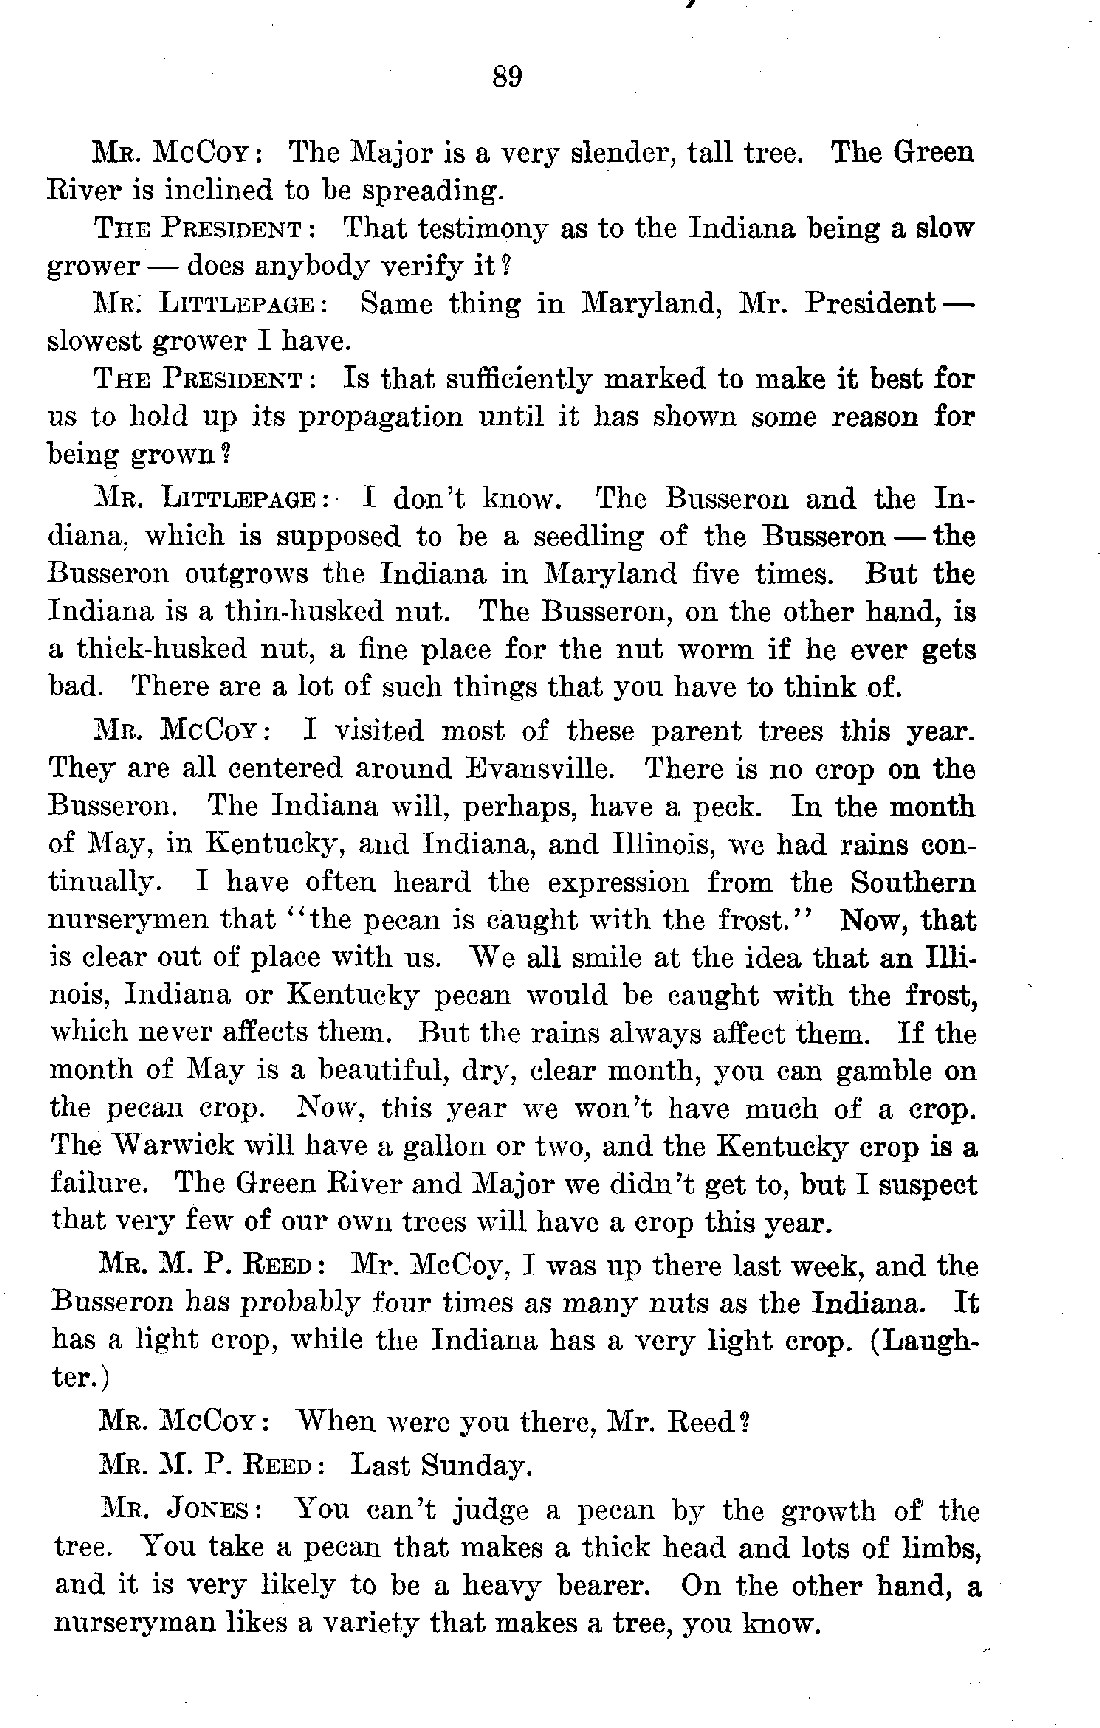 89
MR. MCCOY: The Major is a very slender, tall tree. The Green
River is inclined to be spreading.
THE PRESIDENT: That testimony as to the Indiana being a slow
grower — does anybody verify it?
MR. LITTLEPAGE: Same thing in Maryland, Mr. President —
slowest grower I have.
THE PRESIDENT: Is that sufficiently marked to make it best for
us to hold up its propagation until it has shown some reason for
being grown?
MR. LITTLEPAGE: I don't know. The Busseron and the In-
diana, which is supposed to be a seedling of the Busseron — the
Busseron outgrows the Indiana in Maryland five times. But the
Indiana is a thin-husked nut. The Busseron, on the other hand, is
a thick-husked nut, a fine place for the nut worm if he ever gets
bad. There are a lot of such things that you have to think of.
MR. MCCOY: I visited most of these parent trees this year.
They are all centered around Evansville. There is no crop on the
Busseron. The Indiana will, perhaps, have a peck. In the month
of May, in Kentucky, and Indiana, and Illinois, we had rains con-
tinually. I have often heard the expression from the Southern
nurserymen that "the pecan is caught with the frost." Now, that
is clear out of place with us. We all smile at the idea that an Illi-
nois, Indiana or Kentucky pecan would be caught with the frost,
which never affects them. But the rains always affect them. If the
month of May is a beautiful, dry, clear month, you can gamble on
the pecan crop. Now, this year we won't have much of a crop.
The Warwick will have a gallon or two, and the Kentucky crop is a
failure. The Green River and Major we didn't get to, but I suspect
that very few of our own trees will have a crop this year.
MR. M. P. REED: Mr. McCoy, I was up there last week, and the
Busseron has probably four times as many nuts as the Indiana. It
has a light crop, while the Indiana has a very light crop. (Laugh-
ter.)
MR. MCCOY: When were you there, Mr. Reed?
MR. M. P. REED: Last Sunday.
MR. JONES: You can't judge a pecan by the growth of the
tree. You take a pecan that makes a thick head and lots of limbs,
and it is very likely to be a heavy bearer. On the other hand, a
nurseryman likes a variety that makes a tree, you know.